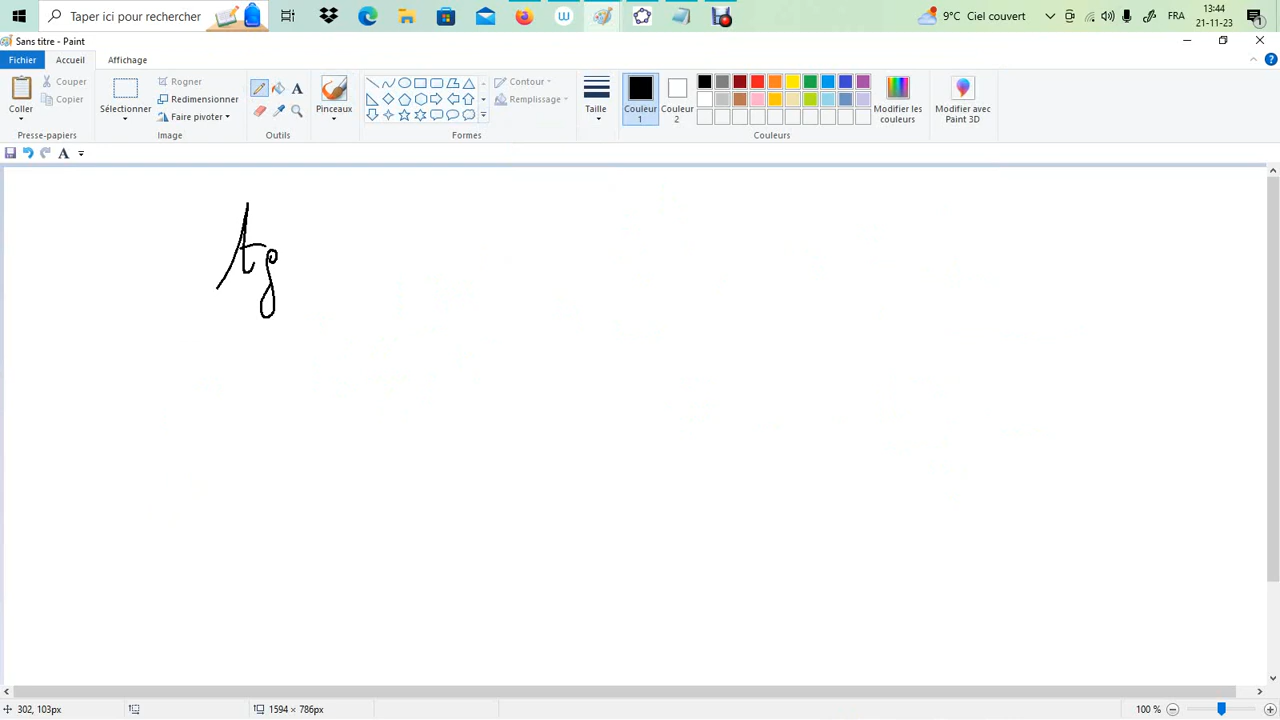 Taper ici pour rechercher 9°C Ciel couvert FRA 13:44 21-11-23 1
Sans titre - Paint
Fichier Accueil Affichage
Coller
Couper
Copier
Presse-papiers
Sélectionner
Rogner
Redimensionner
Faire pivoter
Image
A
Outils
Pinceaux
Contour
Remplissage
Formes
Taille
Couleur 1
Couleur 2
Modifier les couleurs
Couleurs
Modifier avec Paint 3D
A
tg
302, 103px 1594 × 786px 100 %